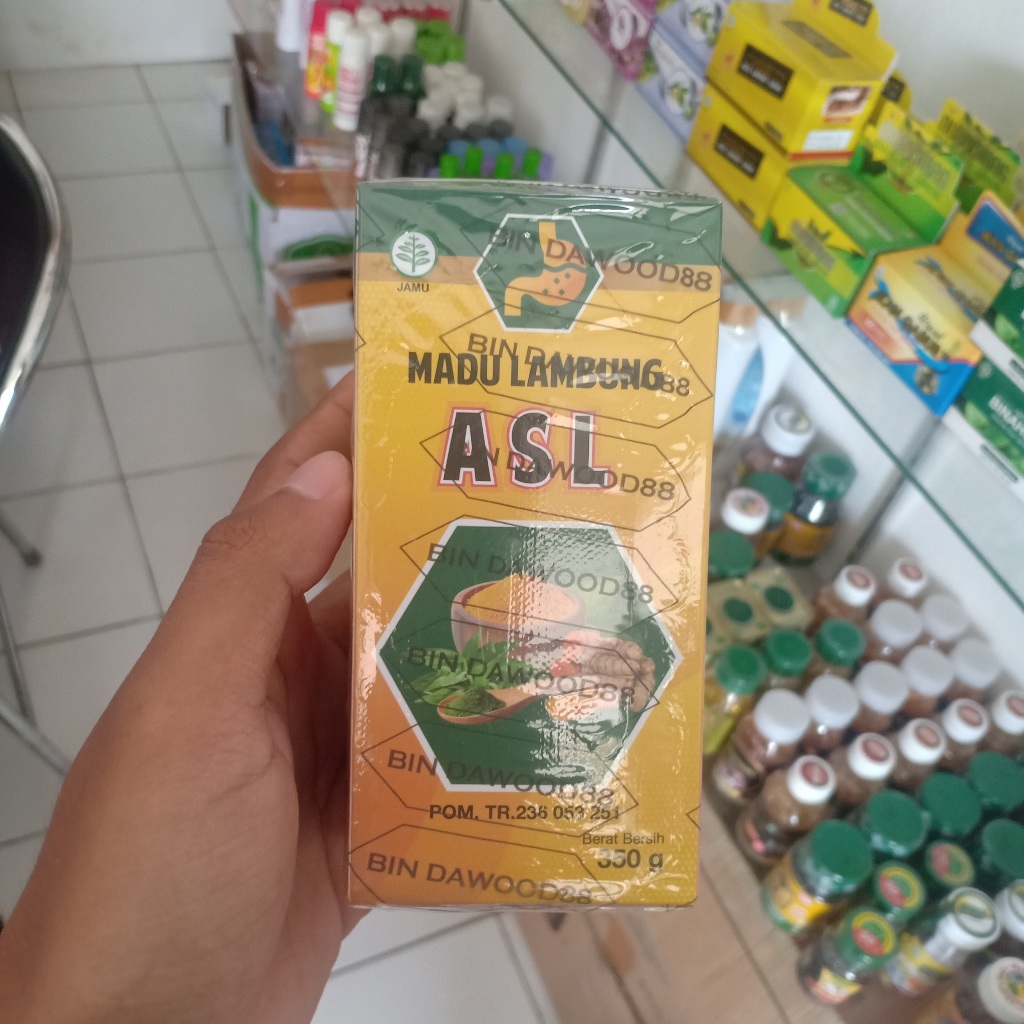 BIN DAWOOD88
JAMU
BIN DAWOOD88
MADU LAMBUNG
ASL
BIN DAWOOD88
BIN DAWOOD88
BIN DAWOOD88
BIN DAWOOD88
POM. TR.236 053 251
Berat Bersih
350 g
BIN DAWOOD88